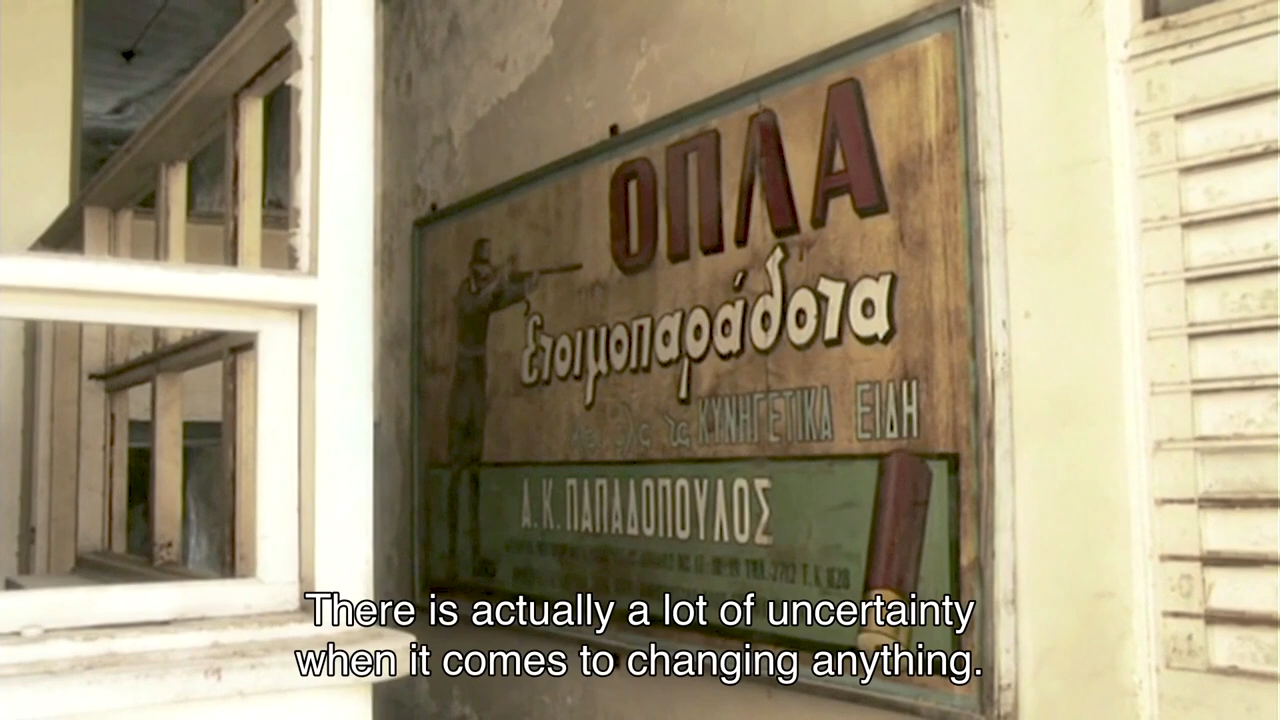 ΟΠΛΑ
Ετοιμοπαράδοτα
ΚΥΝΗΓΕΤΙΚΑ ΕΙΔΗ
Α. Κ. ΠΑΠΑΔΟΠΟΥΛΟΣ
There is actually a lot of uncertainty
when it comes to changing anything.